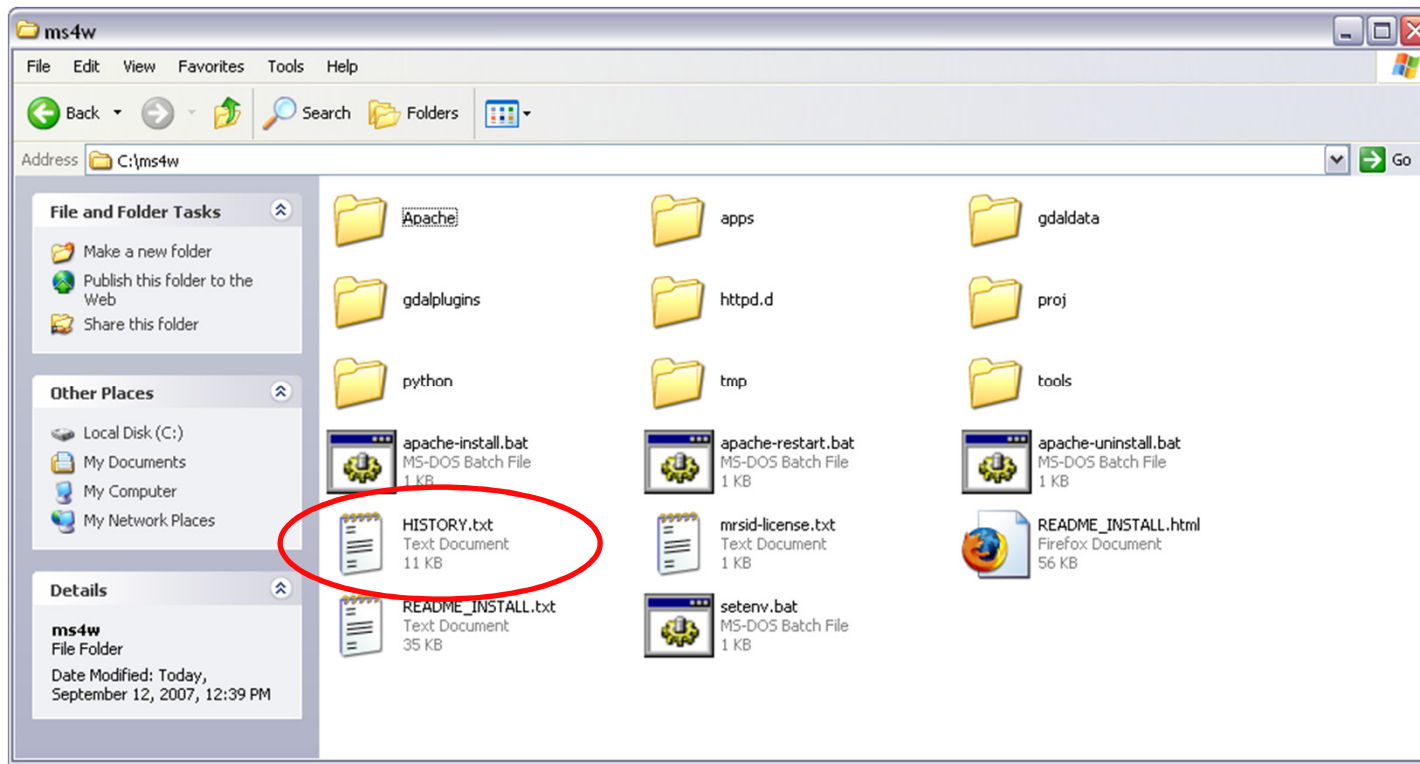 ms4w
File Edit View Favorites Tools Help
Back Search Folders
Address C:\ms4w Go
File and Folder Tasks
Make a new folder
Publish this folder to the
Web
Share this folder
Other Places
Local Disk (C:)
My Documents
My Computer
My Network Places
Details
ms4w
File Folder
Date Modified: Today,
September 12, 2007, 12:39 PM
Apache apps gdaldata
gdalplugins httpd.d proj
python tmp tools
apache-install.bat apache-restart.bat apache-uninstall.bat
MS-DOS Batch File MS-DOS Batch File MS-DOS Batch File
1 KB 1 KB 1 KB
HISTORY.txt mrsid-license.txt README_INSTALL.html
Text Document Text Document Firefox Document
11 KB 1 KB 56 KB
README_INSTALL.txt setenv.bat
Text Document MS-DOS Batch File
35 KB 1 KB